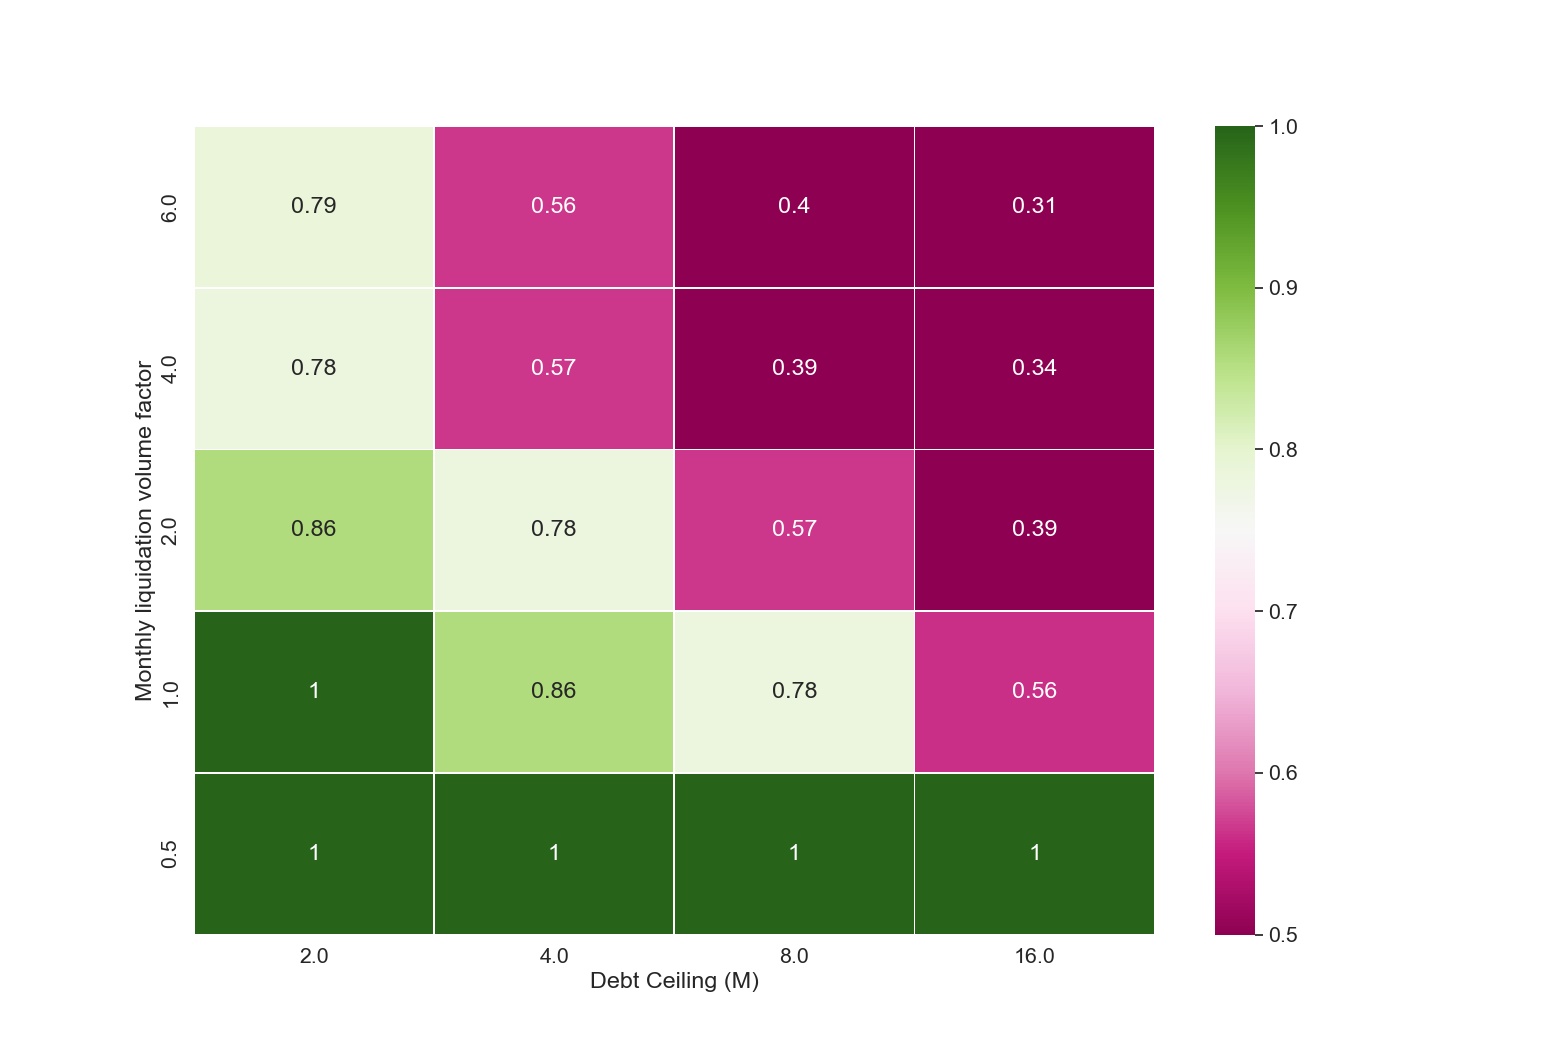 6.0 0.79 0.56 0.4 0.31
4.0 0.78 0.57 0.39 0.34
2.0 0.86 0.78 0.57 0.39
1.0 1 0.86 0.78 0.56
0.5 1 1 1 1
2.0 4.0 8.0 16.0
Debt Ceiling (M)
Monthly liquidation volume factor
1.0
0.9
0.8
0.7
0.6
0.5